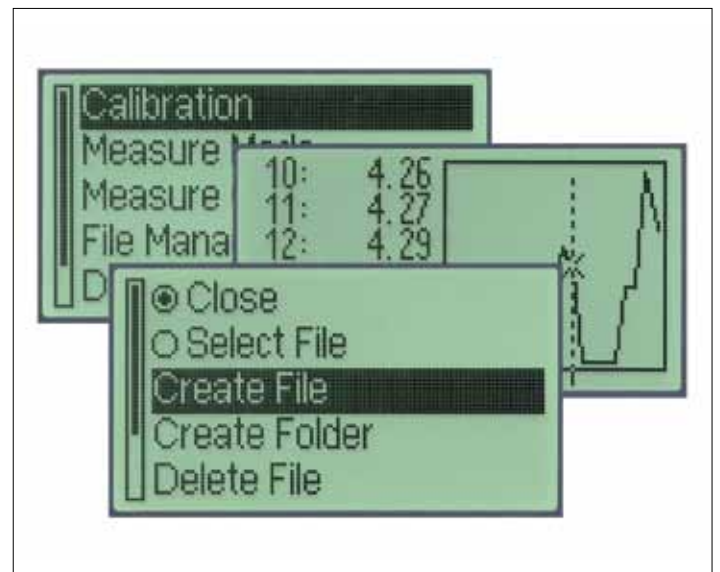 Calibration
Measure
Measure
File Mana
D
10: 4.26
11: 4.27
12: 4.29
Close
Select File
Create File
Create Folder
Delete File